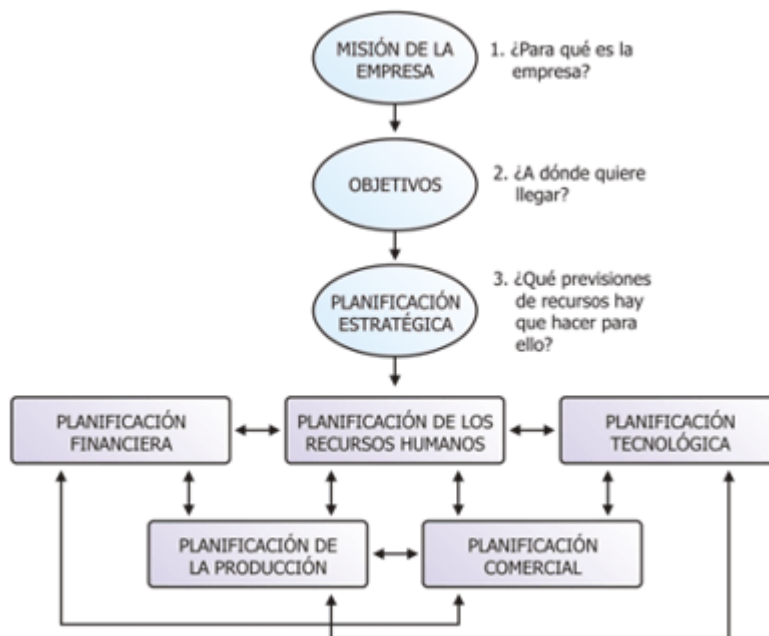 MISIÓN DE LA
EMPRESA
1. ¿Para qué es la
empresa?
OBJETIVOS
2. ¿A dónde quiere
llegar?
PLANIFICACIÓN
ESTRATÉGICA
3. ¿Qué previsiones
de recursos hay
que hacer para
ello?
PLANIFICACIÓN
FINANCIERA
PLANIFICACIÓN DE LOS
RECURSOS HUMANOS
PLANIFICACIÓN
TECNOLÓGICA
PLANIFICACIÓN DE
LA PRODUCCIÓN
PLANIFICACIÓN
COMERCIAL